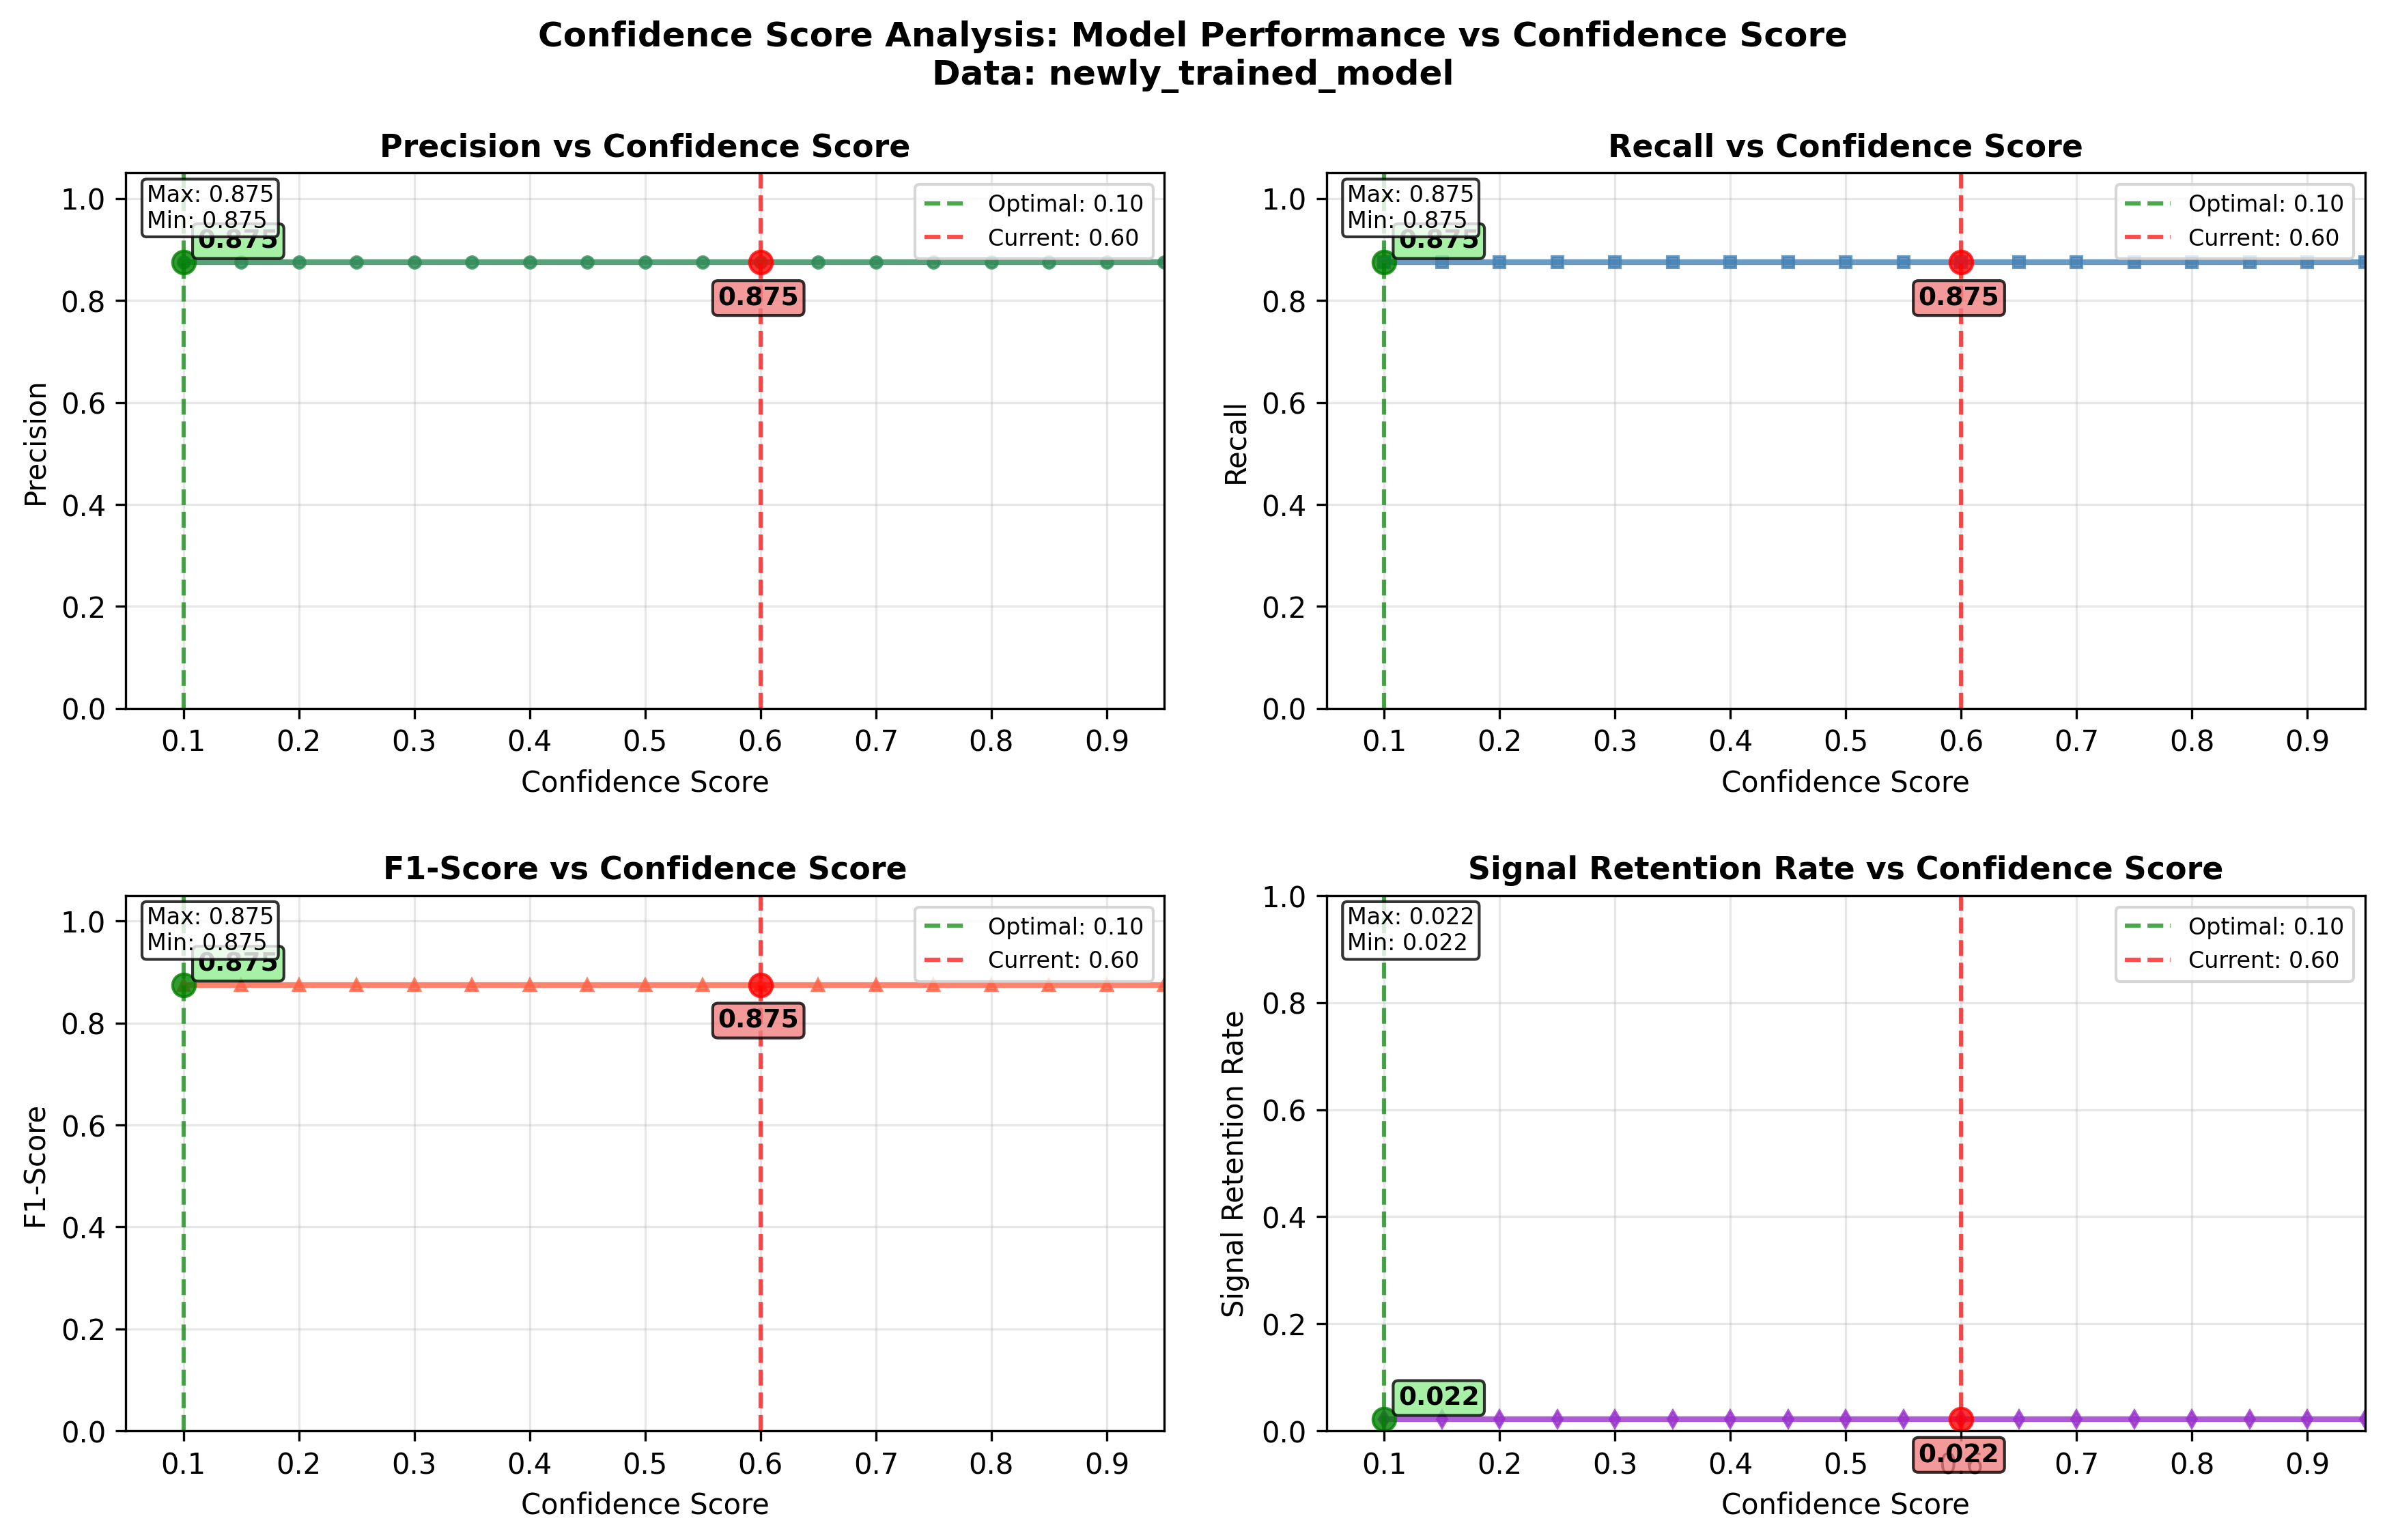 Confidence Score Analysis: Model Performance vs Confidence Score
Data: newly_trained_model
Precision vs Confidence Score
Max: 0.875
Min: 0.875
0.875
0.875
Optimal: 0.10
Current: 0.60
Precision
1.0
0.8
0.6
0.4
0.2
0.0
0.1 0.2 0.3 0.4 0.5 0.6 0.7 0.8 0.9
Confidence Score
Recall vs Confidence Score
Max: 0.875
Min: 0.875
0.875
0.875
Optimal: 0.10
Current: 0.60
Recall
1.0
0.8
0.6
0.4
0.2
0.0
0.1 0.2 0.3 0.4 0.5 0.6 0.7 0.8 0.9
Confidence Score
F1-Score vs Confidence Score
Max: 0.875
Min: 0.875
0.875
0.875
Optimal: 0.10
Current: 0.60
F1-Score
1.0
0.8
0.6
0.4
0.2
0.0
0.1 0.2 0.3 0.4 0.5 0.6 0.7 0.8 0.9
Confidence Score
Signal Retention Rate vs Confidence Score
Max: 0.022
Min: 0.022
Optimal: 0.10
Current: 0.60
Signal Retention Rate
1.0
0.8
0.6
0.4
0.2
0.0
0.022
0.022
0.1 0.2 0.3 0.4 0.5 0.6 0.7 0.8 0.9
Confidence Score